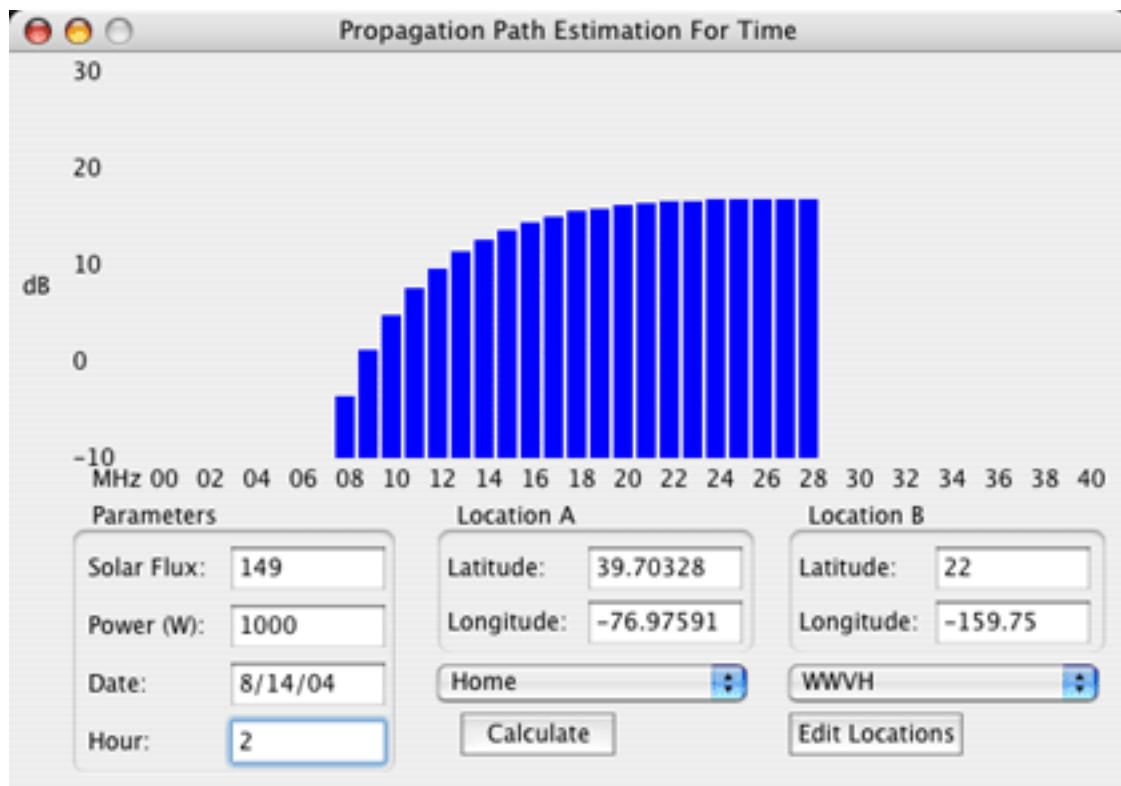 Propagation Path Estimation For Time
30
20
10
dB
0
-10
MHz 00 02 04 06 08 10 12 14 16 18 20 22 24 26 28 30 32 34 36 38 40
Parameters Location A Location B
Solar Flux: 149 Latitude: 39.70328 Latitude: 22
Power (W): 1000 Longitude: -76.97591 Longitude: -159.75
Date: 8/14/04 Home WWVH
Hour: 2 Calculate Edit Locations